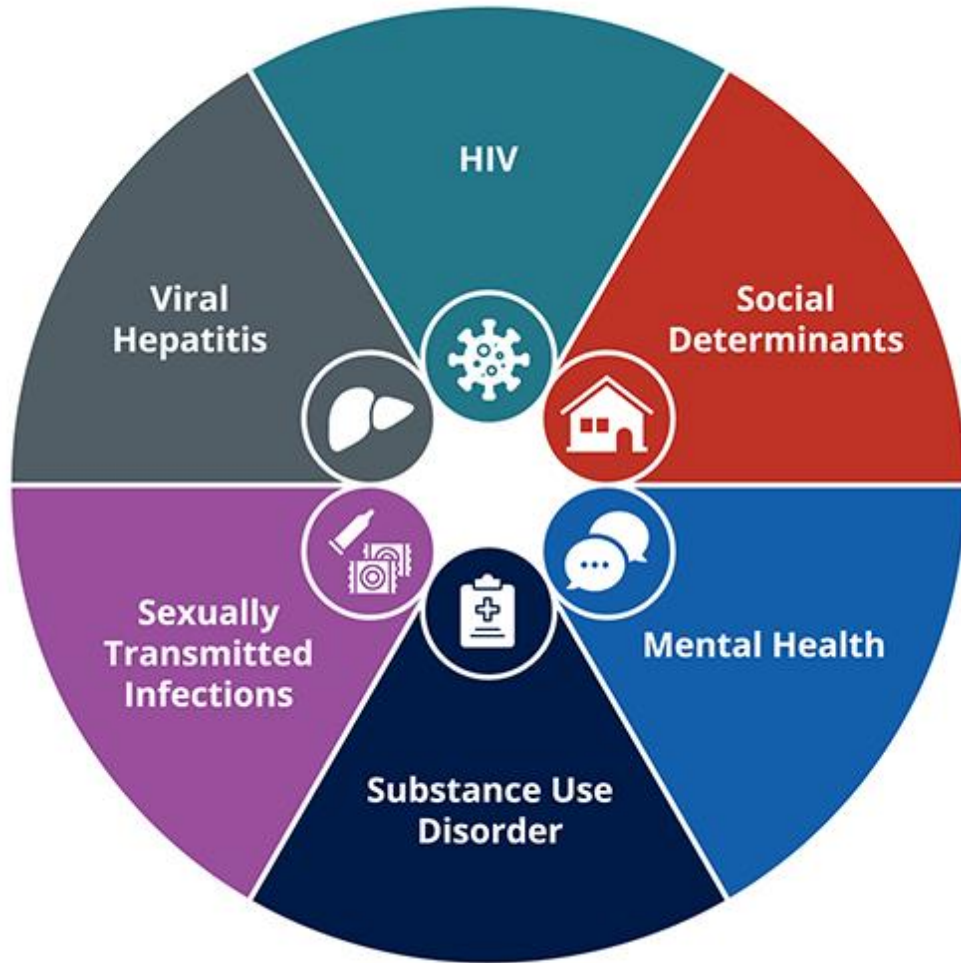 HIV
Social
Determinants
Mental Health
Substance Use
Disorder
Sexually
Transmitted
Infections
Viral
Hepatitis